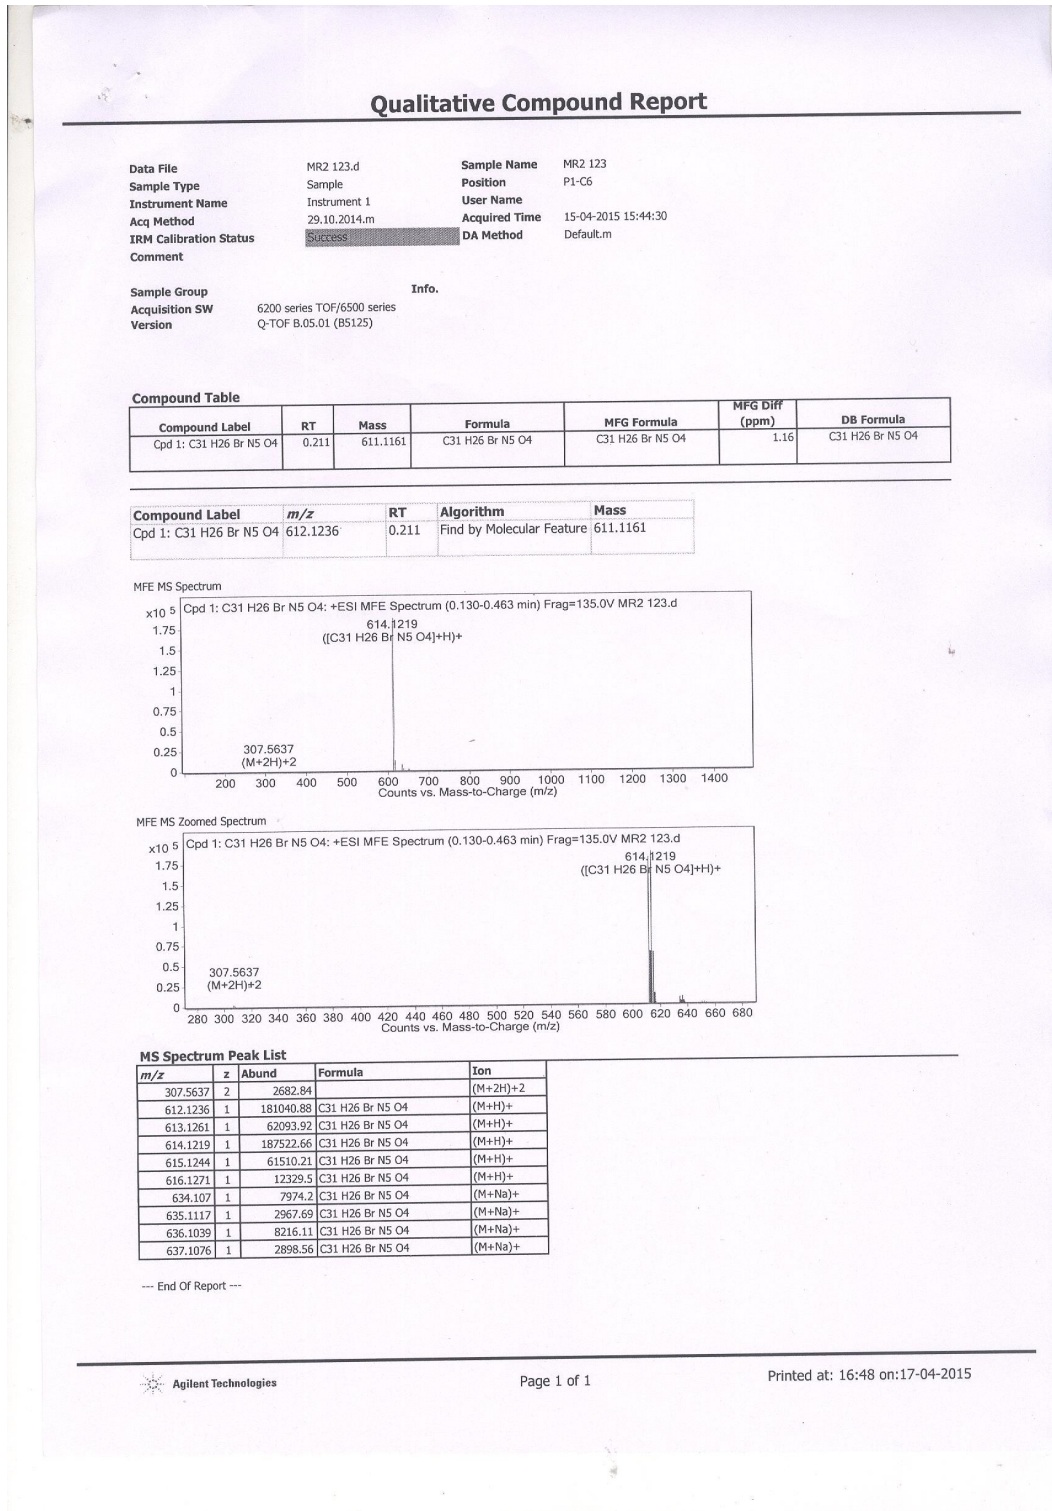 Qualitative Compound Report
Data File MR2 123.d Sample Name MR2 123
Sample Type Sample Position P1-C6
Instrument Name Instrument 1 User Name
Acq Method 29.10.2014.m Acquired Time 15-04-2015 15:44:30
IRM Calibration Status Success DA Method Default.m
Comment
Sample Group Info.
Acquisition SW 6200 series TOF/6500 series
Version Q-TOF B.05.01 (B5125)
Compound Table
Compound Label RT Mass Formula MFG Formula MFG Diff (ppm) DB Formula
Cpd 1: C31 H26 Br N5 O4 0.211 611.1161 C31 H26 Br N5 O4 C31 H26 Br N5 O4 1.16 C31 H26 Br N5 O4
Compound Label m/z RT Algorithm Mass
Cpd 1: C31 H26 Br N5 O4 612.1236 0.211 Find by Molecular Feature 611.1161
MFE MS Spectrum
x10 5 Cpd 1: C31 H26 Br N5 O4: +ESI MFE Spectrum (0.130-0.463 min) Frag=135.0V MR2 123.d
614.1219
([C31 H26 Br N5 O4]+H)+
1.75
1.5
1.25
1
0.75
0.5
0.25
0
307.5637
(M+2H)+2
200 300 400 500 600 700 800 900 1000 1100 1200 1300 1400
Counts vs. Mass-to-Charge (m/z)
MFE MS Zoomed Spectrum
x10 5 Cpd 1: C31 H26 Br N5 O4: +ESI MFE Spectrum (0.130-0.463 min) Frag=135.0V MR2 123.d
614.1219
([C31 H26 Br N5 O4]+H)+
1.75
1.5
1.25
1
0.75
0.5
0.25
0
307.5637
(M+2H)+2
280 300 320 340 360 380 400 420 440 460 480 500 520 540 560 580 600 620 640 660 680
Counts vs. Mass-to-Charge (m/z)
MS Spectrum Peak List
m/z z Abund Formula Ion
307.5637 2 2682.84 (M+2H)+2
612.1236 1 181040.88 C31 H26 Br N5 O4 (M+H)+
613.1261 1 62093.92 C31 H26 Br N5 O4 (M+H)+
614.1219 1 187522.66 C31 H26 Br N5 O4 (M+H)+
615.1244 1 61510.21 C31 H26 Br N5 O4 (M+H)+
616.1271 1 12329.5 C31 H26 Br N5 O4 (M+H)+
634.107 1 7974.2 C31 H26 Br N5 O4 (M+Na)+
635.1117 1 2967.69 C31 H26 Br N5 O4 (M+Na)+
636.1039 1 8216.11 C31 H26 Br N5 O4 (M+Na)+
637.1076 1 2898.56 C31 H26 Br N5 O4 (M+Na)+
--- End Of Report ---
Agilent Technologies Page 1 of 1 Printed at: 16:48 on:17-04-2015